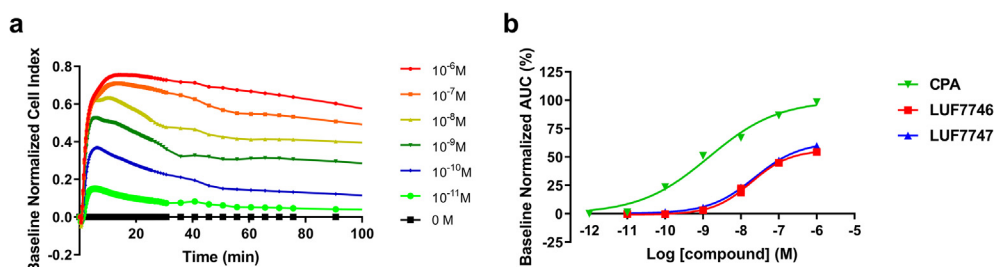 a
Baseline Normalized Cell Index
0.8
0.6
0.4
0.2
0.0
-0.2
20
40
60
80
100
Time (min)
10⁻⁶M
10⁻⁷M
10⁻⁸M
10⁻⁹M
10⁻¹⁰M
10⁻¹¹M
0 M
b
Baseline Normalized AUC (%)
125
100
75
50
25
0
-25
-12 -11 -10 -9 -8 -7 -6 -5
Log [compound] (M)
CPA
LUF7746
LUF7747